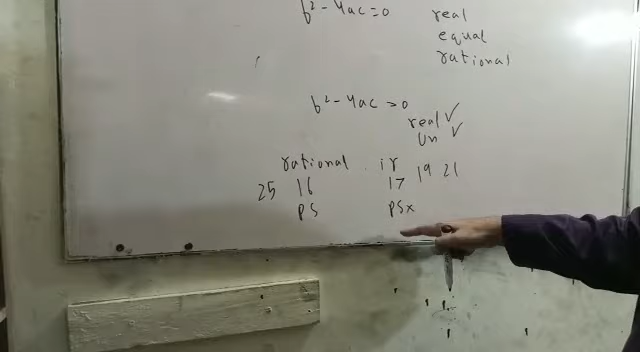 b² - 4ac = 0 real
equal
rational
b² - 4ac > 0
real ✓
Un ✓
rational ir
25 16 17 19 21
PS PS×